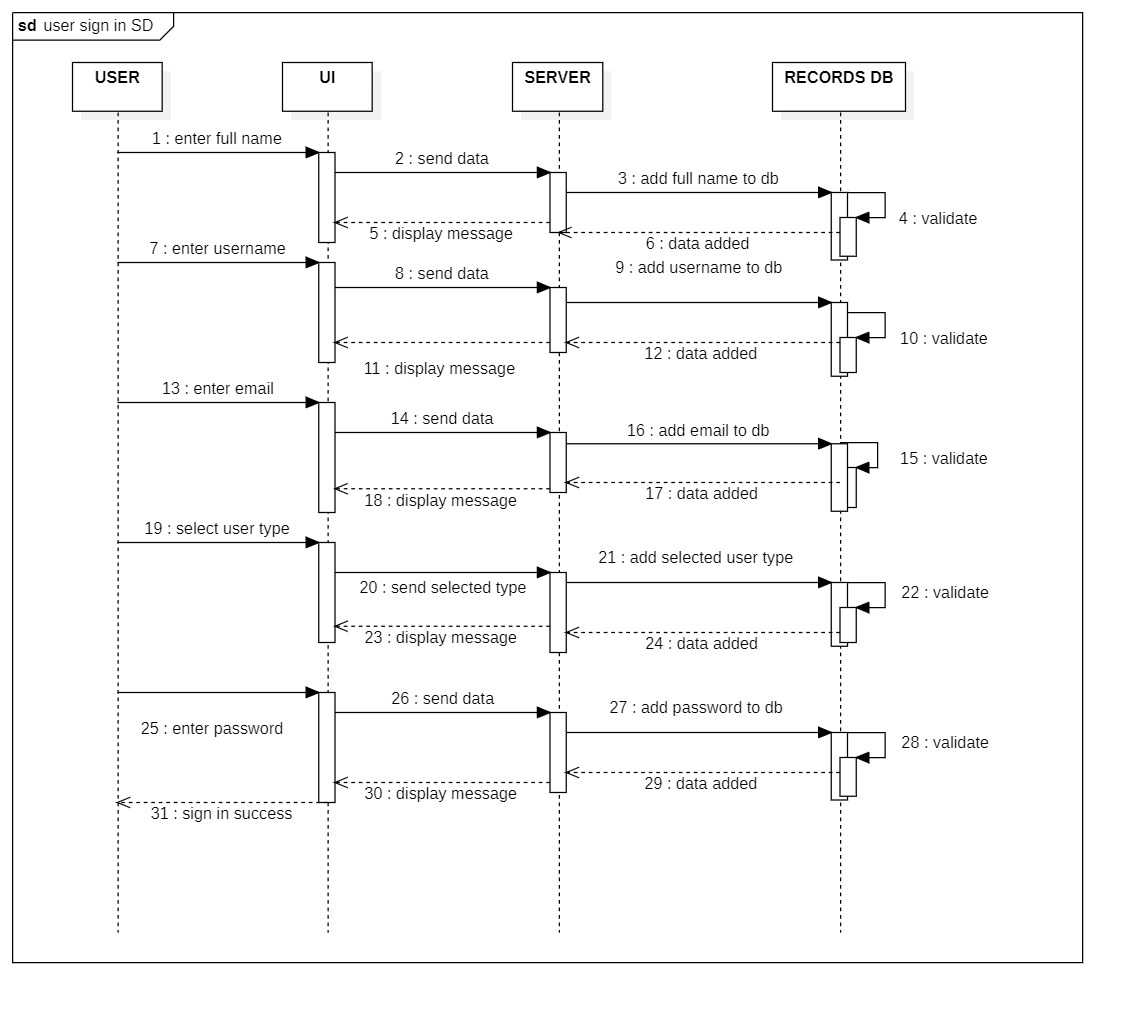 sd user sign in SD
USER
UI
SERVER
RECORDS DB
1 : enter full name
2 : send data
3 : add full name to db
4 : validate
5 : display message
6 : data added
7 : enter username
8 : send data
9 : add username to db
10 : validate
11 : display message
12 : data added
13 : enter email
14 : send data
16 : add email to db
15 : validate
17 : data added
18 : display message
19 : select user type
20 : send selected type
21 : add selected user type
22 : validate
23 : display message
24 : data added
25 : enter password
26 : send data
27 : add password to db
28 : validate
29 : data added
30 : display message
31 : sign in success